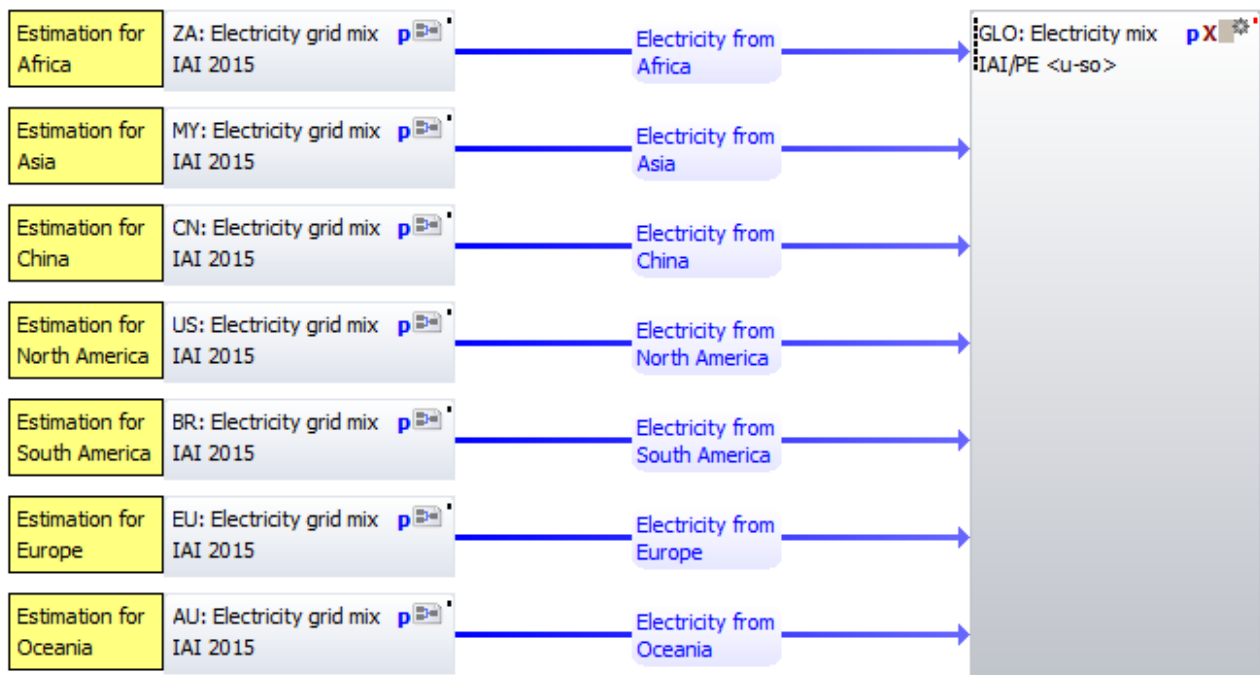 Estimation for
Africa
ZA: Electricity grid mix p
IAI 2015
Electricity from
Africa
GLO: Electricity mix pX
IAI/PE <u-so>
Estimation for
Asia
MY: Electricity grid mix p
IAI 2015
Electricity from
Asia
Estimation for
China
CN: Electricity grid mix p
IAI 2015
Electricity from
China
Estimation for
North America
US: Electricity grid mix p
IAI 2015
Electricity from
North America
Estimation for
South America
BR: Electricity grid mix p
IAI 2015
Electricity from
South America
Estimation for
Europe
EU: Electricity grid mix p
IAI 2015
Electricity from
Europe
Estimation for
Oceania
AU: Electricity grid mix p
IAI 2015
Electricity from
Oceania